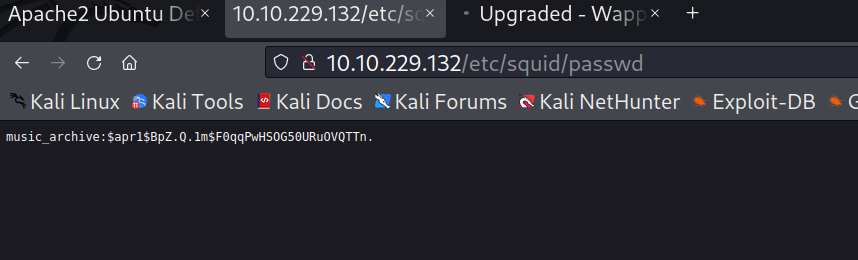 Apache2 Ubuntu De × 10.10.229.132/etc/sq × Upgraded - Wapp × +
10.10.229.132/etc/squid/passwd
Kali Linux Kali Tools Kali Docs Kali Forums Kali NetHunter Exploit-DB G
music_archive:$apr1$BpZ.Q.1m$F0qqPwHSOG50URuOVQTTn.